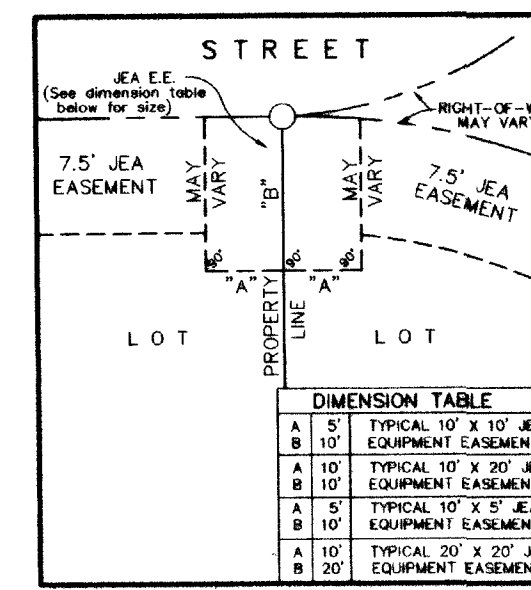 STREET
JEA E.E.
(See dimension table
below for size)
RIGHT-OF-W
MAY VARY
7.5' JEA
EASEMENT
MAY
VARY
"B"
MAY
VARY
7.5' JEA
EASEMENT
90°
90°
90°
"A"
"A"
PROPERTY
LINE
LOT
LOT
DIMENSION TABLE
A 5' TYPICAL 10' X 10' JE
B 10' EQUIPMENT EASEMEN
A 10' TYPICAL 10' X 20' J
B 10' EQUIPMENT EASEMEN
A 5' TYPICAL 10' X 5' JE
B 10' EQUIPMENT EASEMEN
A 10' TYPICAL 20' X 20' J
B 20' EQUIPMENT EASEMEN